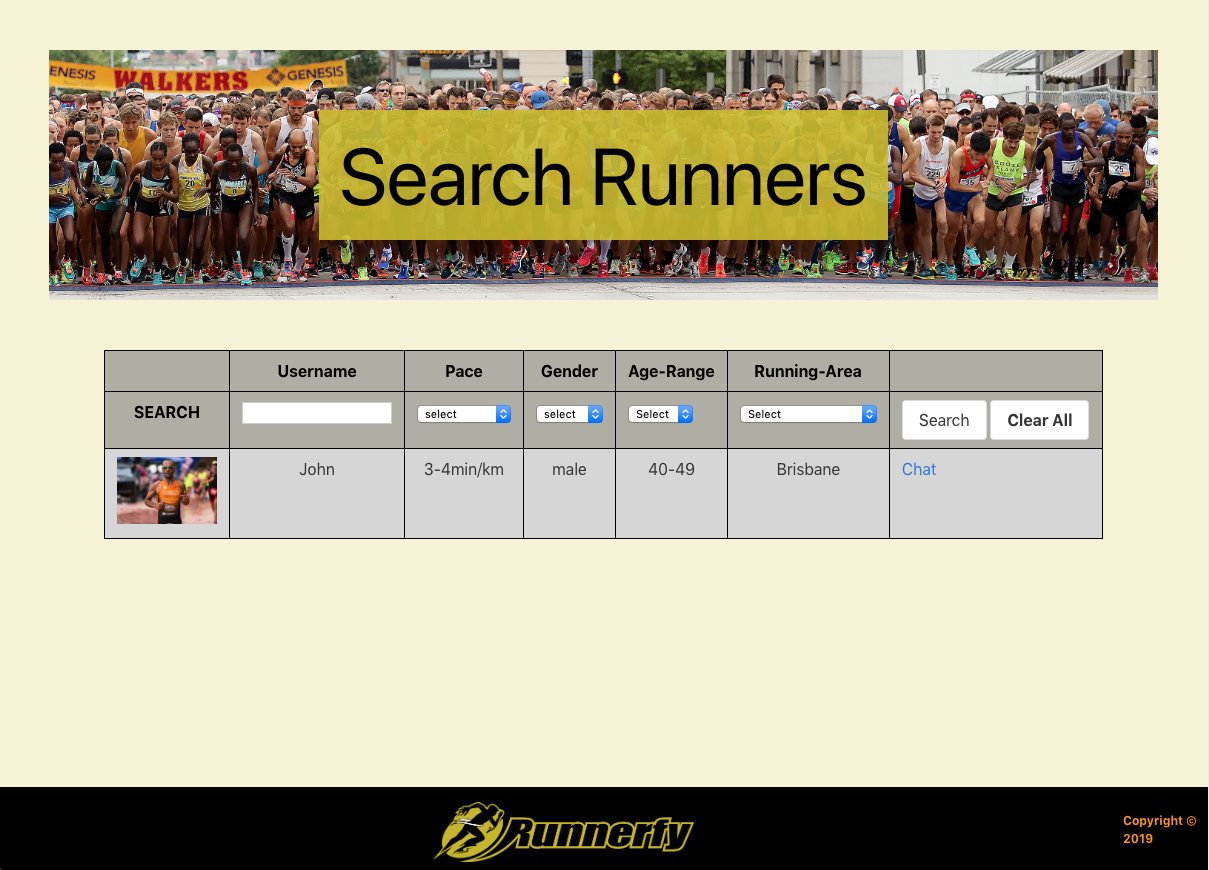 ENESIS WALKERS GENESIS
Search Runners
Username Pace Gender Age-Range Running-Area
SEARCH select select Select Select Search Clear All
John 3-4min/km male 40-49 Brisbane Chat
Runnerfy
Copyright ©
2019